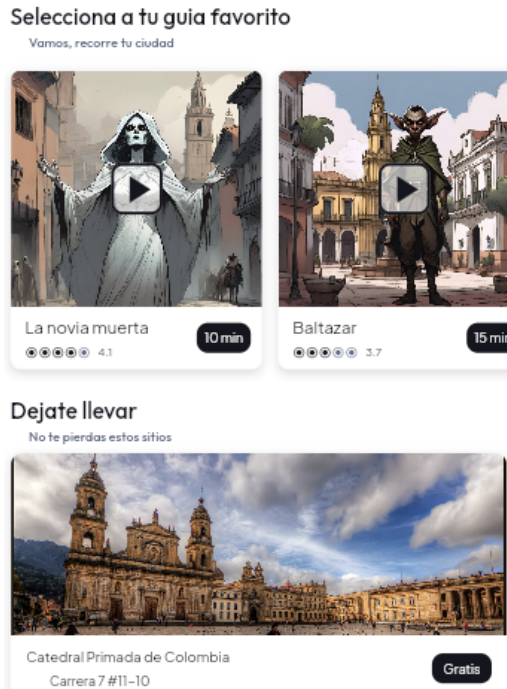 Selecciona a tu guia favorito
Vamos, recorre tu ciudad
La novia muerta
10 min
4.1
Baltazar
15 min
3.7
Dejate llevar
No te pierdas estos sitios
Catedral Primada de Colombia
Gratis
Carrera 7 #11-10